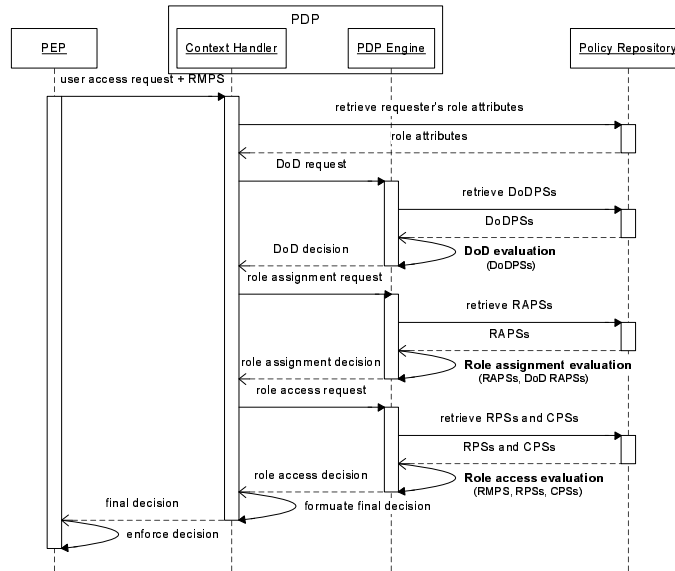 PDP
PEP
Context Handler
PDP Engine
Policy Repository
user access request + RMPS
retrieve requester's role attributes
role attributes
DoD request
retrieve DoDPSs
DoDPSs
DoD decision
DoD evaluation
(DoDPSs)
role assignment request
retrieve RAPSs
RAPSs
role assignment decision
Role assignment evaluation
(RAPSs, DoD RAPSs)
role access request
retrieve RPSs and CPSs
RPSs and CPSs
role access decision
Role access evaluation
(RMPS, RPSs, CPSs)
final decision
formuate final decision
enforce decision